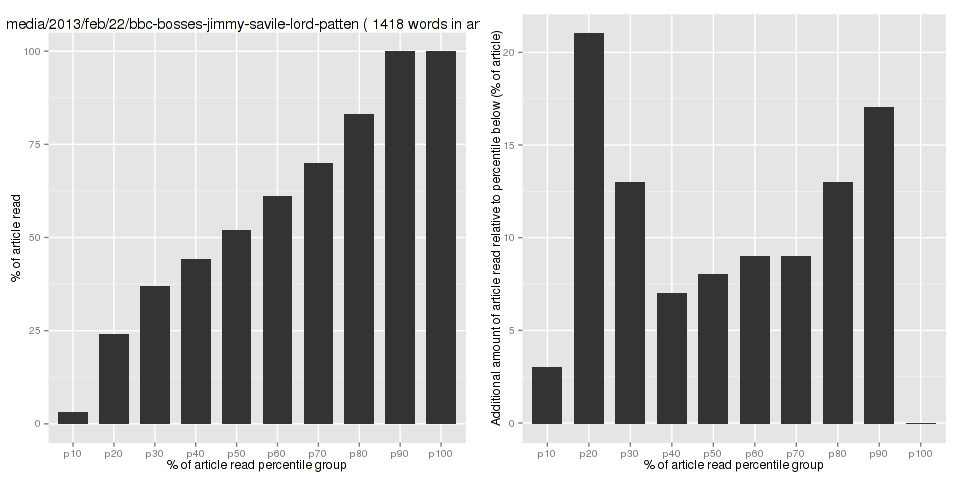 media/2013/feb/22/bbc-bosses-jimmy-savile-lord-patten ( 1418 words in ar
% of article read
100
75
50
25
0
p10 p20 p30 p40 p50 p60 p70 p80 p90 p100
% of article read percentile group
Additional amount of article read relative to percentile below (% of article)
20
15
10
5
0
p10 p20 p30 p40 p50 p60 p70 p80 p90 p100
% of article read percentile group